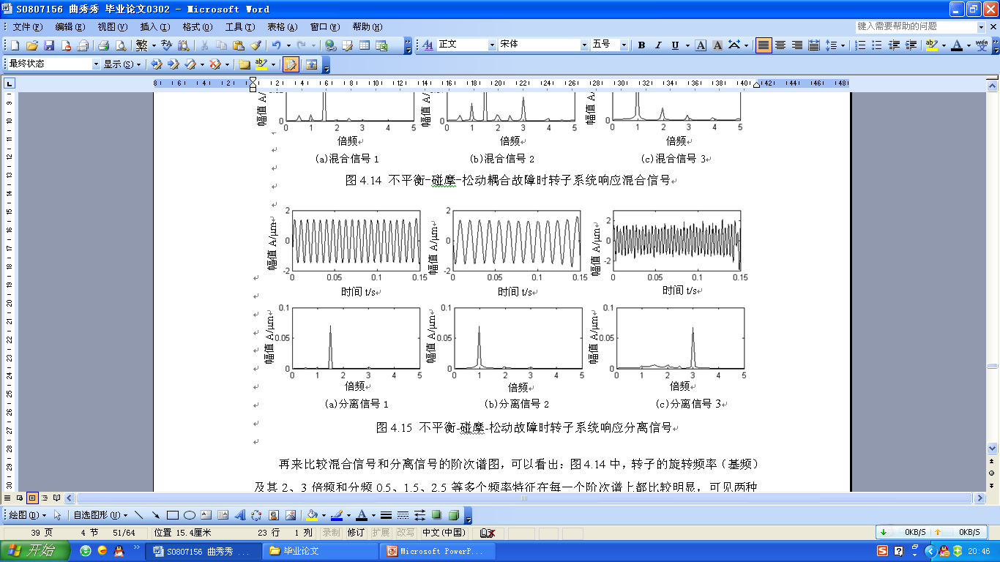 S0807156 曲秀秀 毕业论文0302 - Microsoft Word
文件(F) 编辑(E) 视图(V) 插入(I) 格式(O) 工具(T) 表格(A) 窗口(W) 帮助(H) 键入需要帮助的问题
繁 正文 宋体 五号 B I U A A A wén
最终状态 显示(S)
8 6 4 2 2 4 6 8 10 12 14 16 18 20 22 24 26 28 30 32 34 36 38 40 42 44 46 48
幅值 A/ 幅值 A/ 幅值 A/
0 0 0
0 1 2 3 4 5 0 1 2 3 4 5 0 1 2 3 4 5
倍频 倍频 倍频
(a)混合信号1 (b)混合信号2 (c)混合信号3
图4.14 不平衡-碰摩-松动耦合故障时转子系统响应混合信号
幅值 A/μm 幅值 A/μm 幅值 A/μm
2 0 -2 2 0 -2 2 0 -2
0 0.05 0.1 0.15 0 0.05 0.1 0.15 0 0.05 0.1 0.15
时间 t/s 时间 t/s 时间 t/s
幅值 A/μm 幅值 A/μm 幅值 A/μm
0.1 0.05 0 0.1 0.05 0 0.1 0.05 0
0 1 2 3 4 5 0 1 2 3 4 5 0 1 2 3 4 5
倍频 倍频 倍频
(a)分离信号1 (b)分离信号2 (c)分离信号3
图4.15 不平衡-碰摩-松动故障时转子系统响应分离信号
再来比较混合信号和分离信号的阶次谱图，可以看出：图4.14中，转子的旋转频率（基频）
及其2、3倍频和分频0.5、1.5、2.5等多个频率特征在每一个阶次谱上都比较明显，可见两种
绘图(D) 自选图形(U) A
39 页 4 节 51/64 位置 15.4厘米 23 行 1 列 录制 修订 扩展 改写 中文(中国) 0KB/S 0KB/S
开始 S0807156 曲秀秀 ... 毕业论文 Microsoft PowerP... 20:46